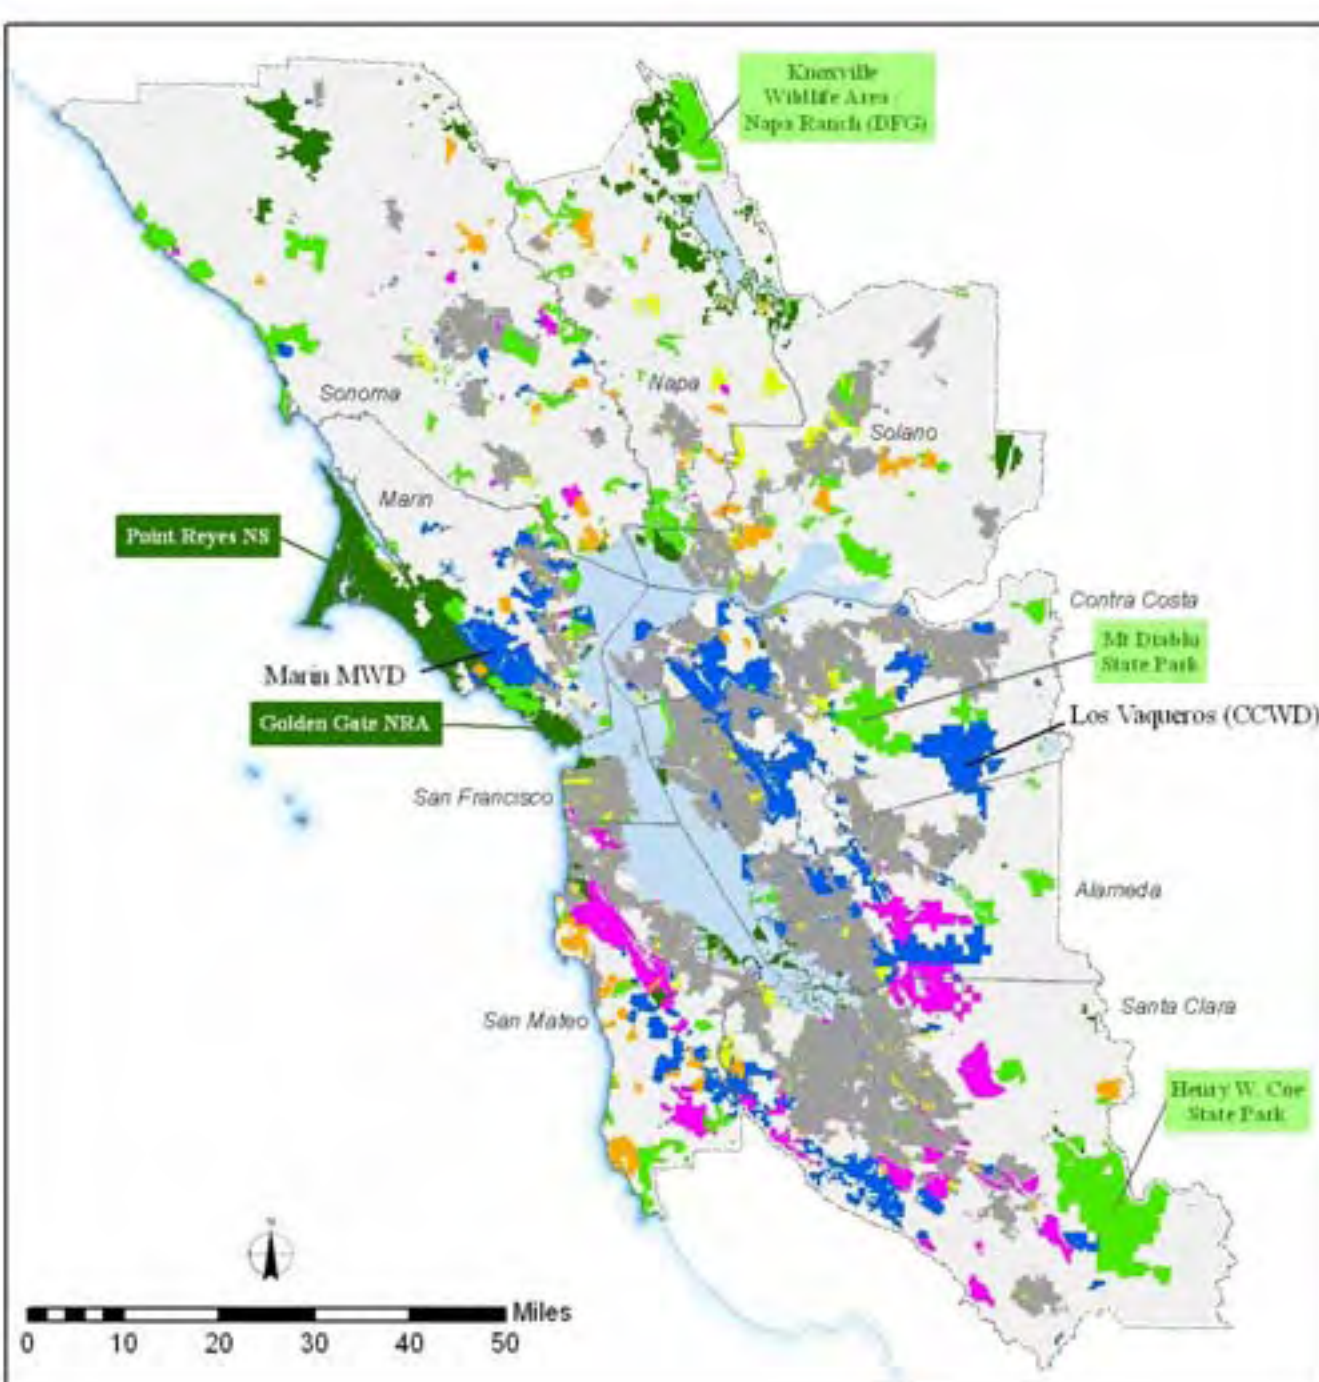 Knoxville
Wildlife Area /
Napa Ranch (DFG)
Sonoma
Napa
Solano
Marin
Point Reyes NS
Contra Costa
Mt Diablo
State Park
Marin MWD
Golden Gate NRA
Los Vaqueros (CCWD)
San Francisco
Alameda
San Mateo
Santa Clara
Henry W. Coe
State Park
N
Miles
0 10 20 30 40 50